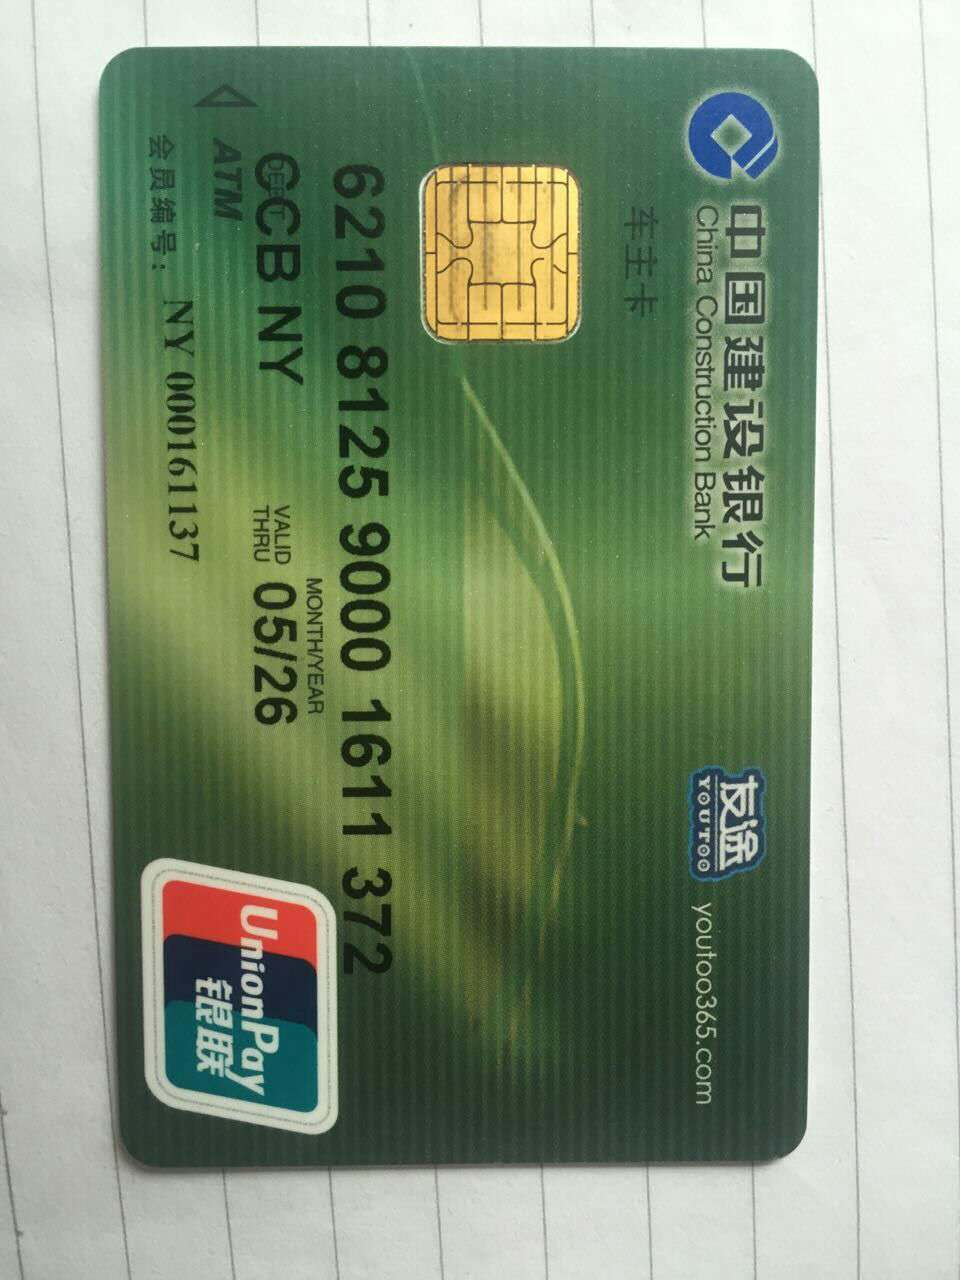 中国建设银行
China Construction Bank
友途
YOUTOO
youtoo365.com
车主卡
6210 8125 9000 1611 372
MONTH/YEAR
VALID
THRU
05/26
CCB NY
DEBIT
ATM
会员编号:
NY 000161137
UnionPay
银联